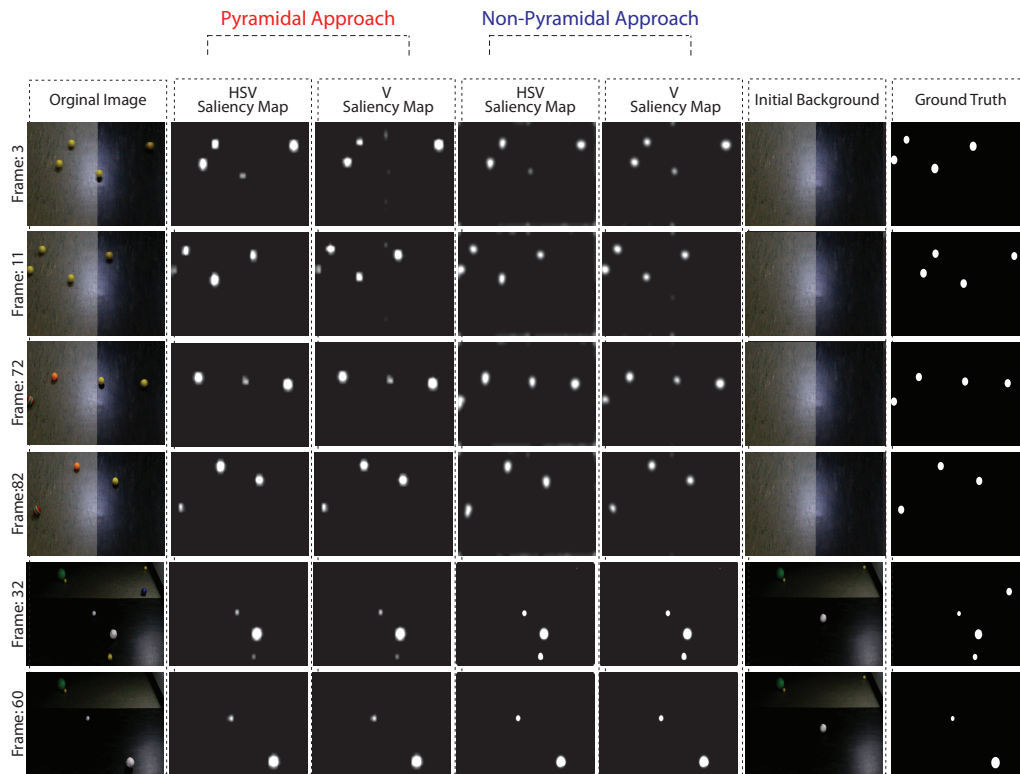 Pyramidal Approach
Non-Pyramidal Approach
Orginal Image
HSV
Saliency Map
V
Saliency Map
HSV
Saliency Map
V
Saliency Map
Initial Background
Ground Truth
Frame: 3
Frame: 11
Frame: 72
Frame:82
Frame: 32
Frame: 60